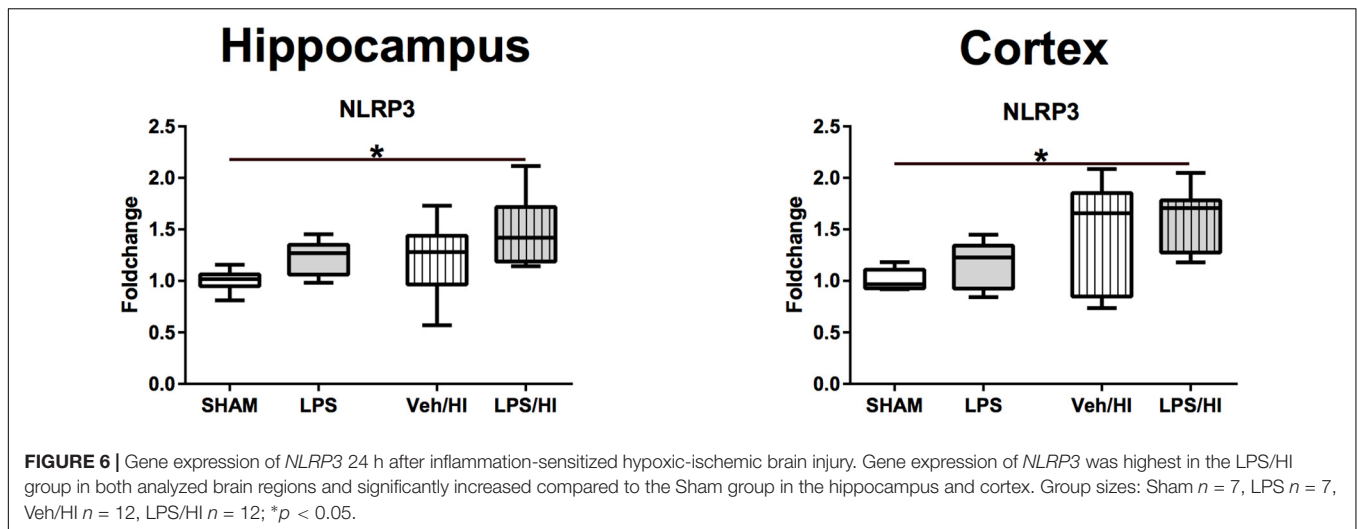 Hippocampus
NLRP3
2.5
*
2.0
1.5
1.0
0.5
0.0
Foldchange
SHAM LPS Veh/HI LPS/HI
Cortex
NLRP3
2.5
*
2.0
1.5
1.0
0.5
0.0
Foldchange
SHAM LPS Veh/HI LPS/HI
FIGURE 6 | Gene expression of NLRP3 24 h after inflammation-sensitized hypoxic-ischemic brain injury. Gene expression of NLRP3 was highest in the LPS/HI
group in both analyzed brain regions and significantly increased compared to the Sham group in the hippocampus and cortex. Group sizes: Sham n = 7, LPS n = 7,
Veh/HI n = 12, LPS/HI n = 12; *p < 0.05.